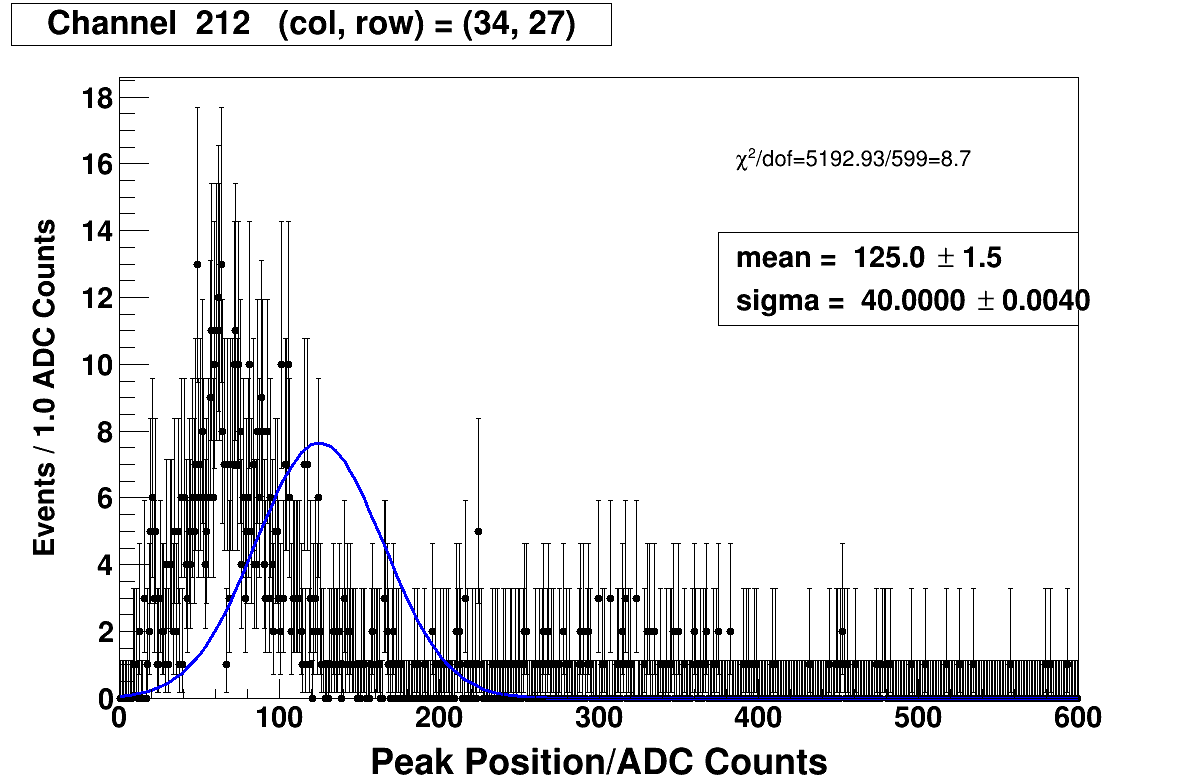 Channel 212 (col, row) = (34, 27)
18
16
14
12
10
8
6
4
2
0
Events / 1.0 ADC Counts
χ²/dof=5192.93/599=8.7
mean = 125.0 ± 1.5
sigma = 40.0000 ± 0.0040
0 100 200 300 400 500 600
Peak Position/ADC Counts